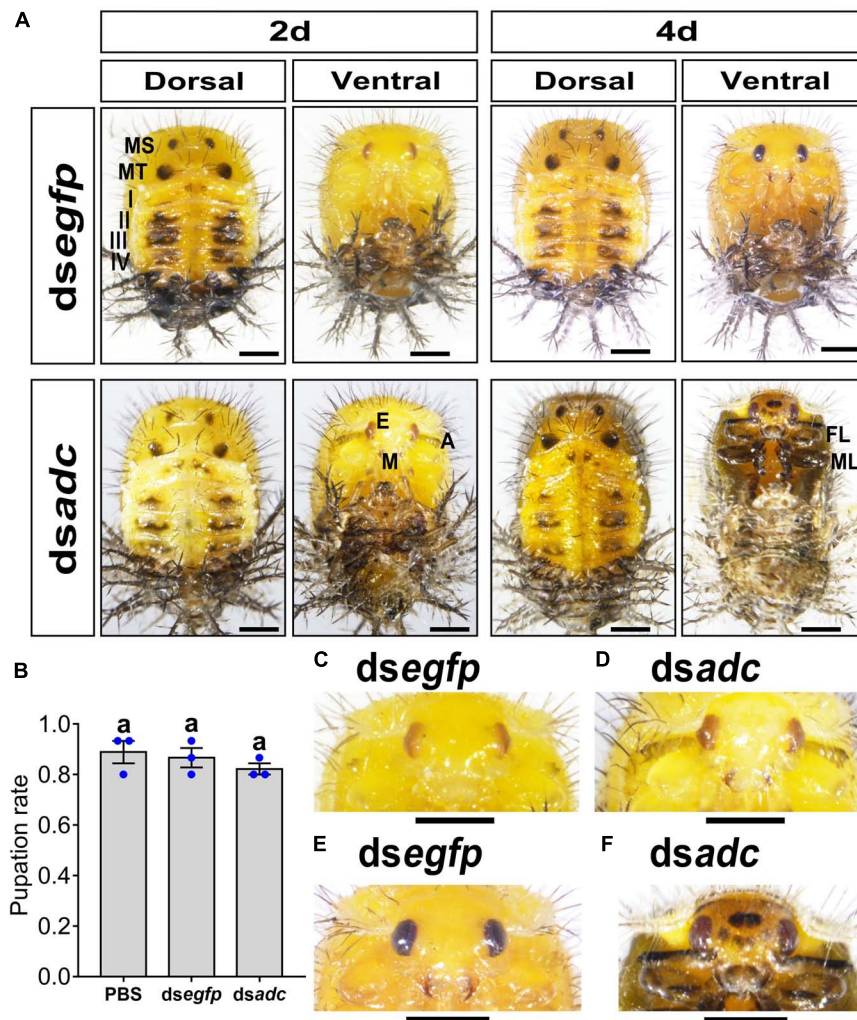 A
2d
4d
Dorsal
Ventral
Dorsal
Ventral
dsegfp
MS
MT
I
II
III
IV
dsadc
E
A
M
FL
ML
B
Pupation rate
1.0
0.8
0.6
0.4
0.2
0.0
a
a
a
PBS
dsegfp
dsadc
C
dsegfp
D
dsadc
E
dsegfp
F
dsadc